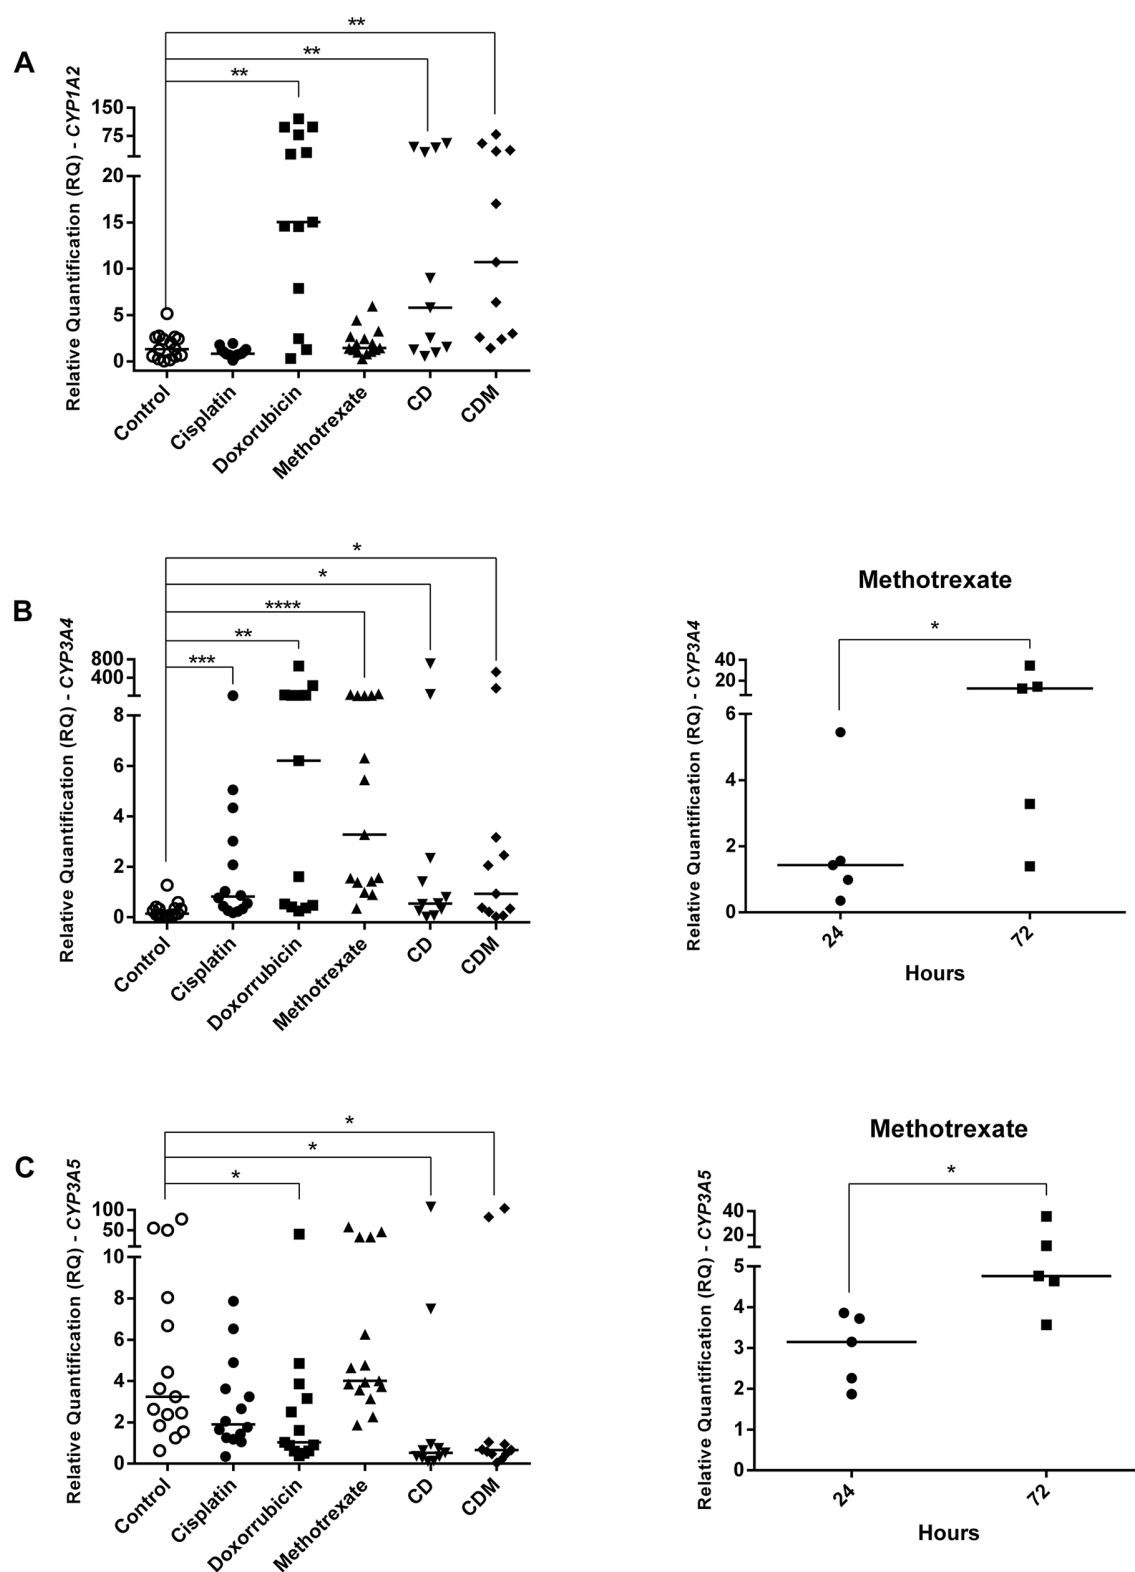 A
Relative Quantification (RQ) - CYP1A2
**
**
**
150
75
20
15
10
5
0
Control
Cisplatin
Doxorubicin
Methotrexate
CD
CDM
B
Relative Quantification (RQ) - CYP3A4
*
*
****
**
***
800
400
8
6
4
2
0
Control
Cisplatin
Doxorrubicin
Methotrexate
CD
CDM
Methotrexate
Relative Quantification (RQ) - CYP3A4
*
40
20
6
4
2
0
24
72
Hours
C
Relative Quantification (RQ) - CYP3A5
*
*
*
100
50
10
8
6
4
2
0
Control
Cisplatin
Doxorrubicin
Methotrexate
CD
CDM
Methotrexate
Relative Quantification (RQ) - CYP3A5
*
40
20
5
4
3
2
1
0
24
72
Hours